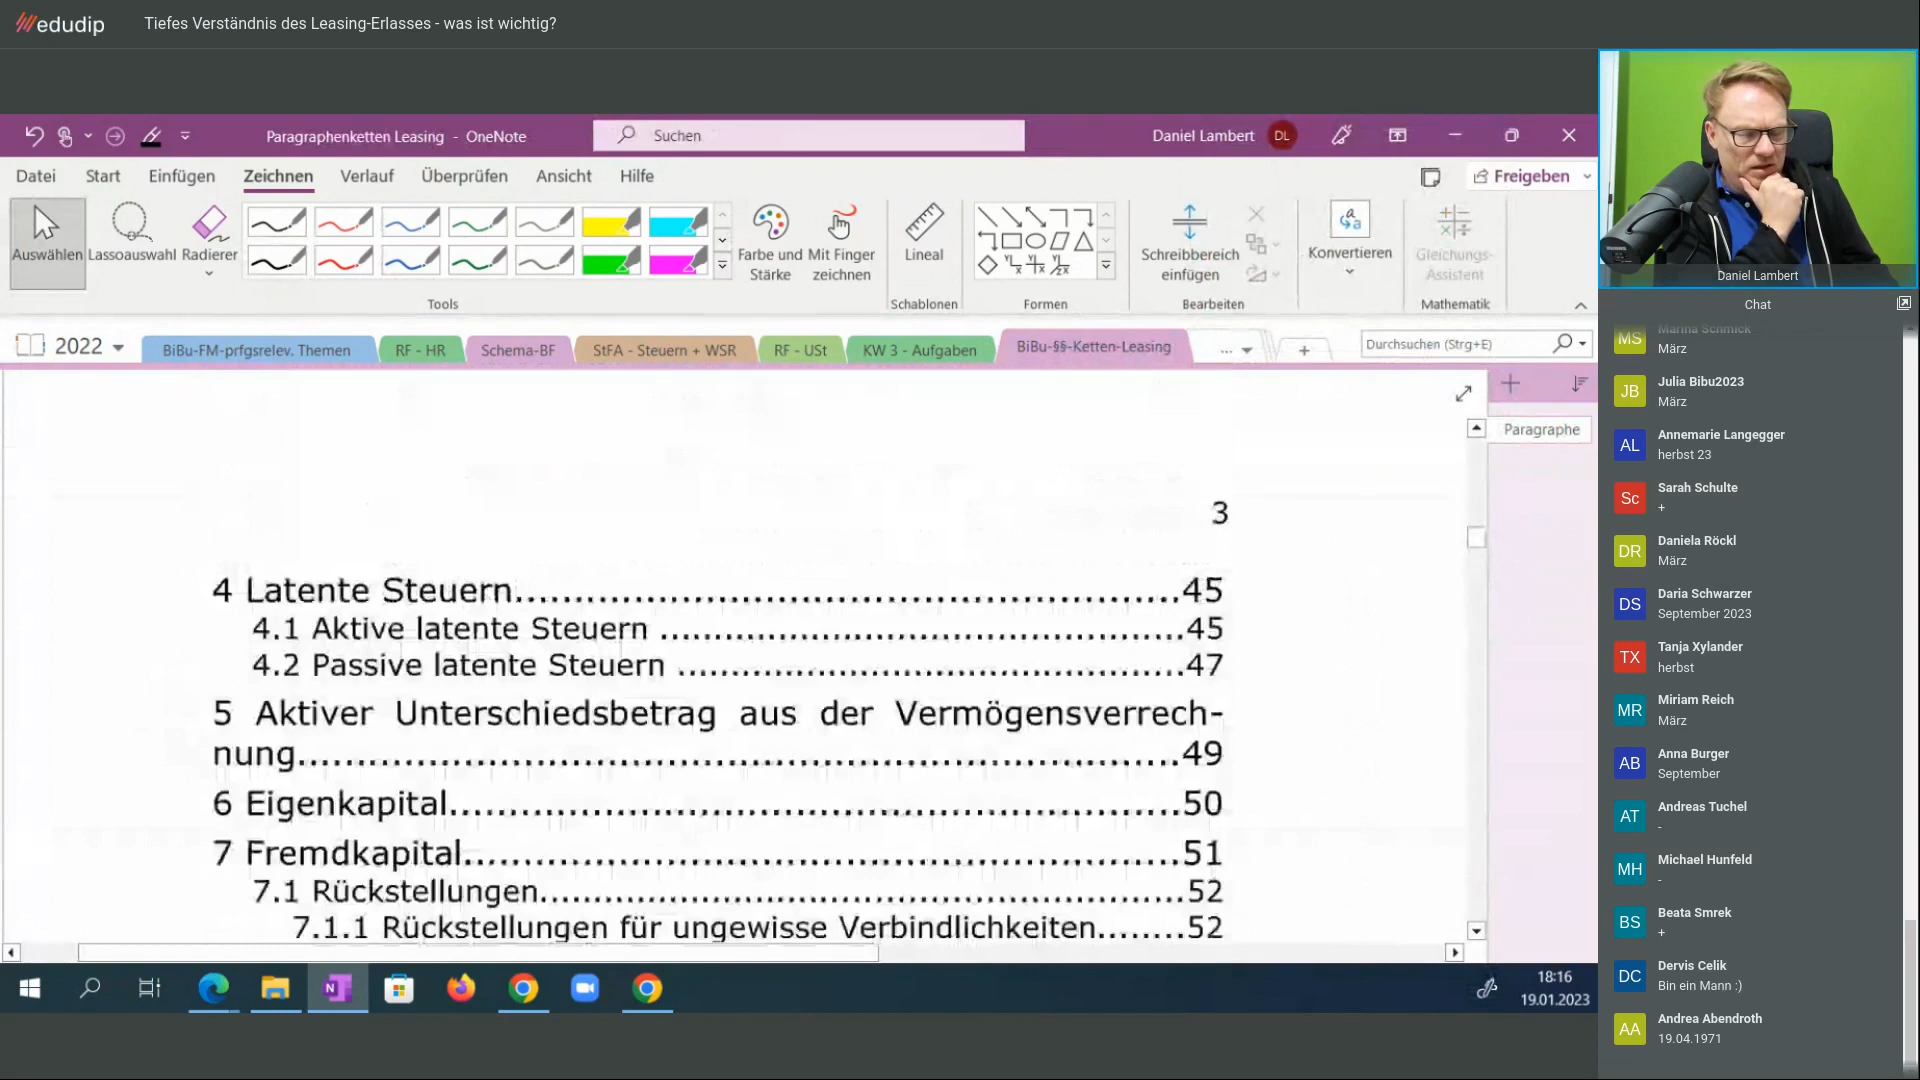 edudip
Tiefes Verständnis des Leasing-Erlasses - was ist wichtig?
Paragraphenketten Leasing - OneNote
Suchen
Daniel Lambert
DL
Datei
Start
Einfügen
Zeichnen
Verlauf
Überprüfen
Ansicht
Hilfe
Freigeben
Auswählen
Lassoauswahl
Radierer
Farbe und Stärke
Mit Finger zeichnen
Lineal
Schreibbereich einfügen
Konvertieren
Gleichungs-Assistent
Tools
Schablonen
Formen
Bearbeiten
Mathematik
2022
BiBu-FM-prfgsrelev. Themen
RF - HR
Schema-BF
StFA - Steuern + WSR
RF - USt
KW 3 - Aufgaben
BiBu-§§-Ketten-Leasing
...
Durchsuchen (Strg+E)
Paragraphe
3
4 Latente Steuern........................................................45
4.1 Aktive latente Steuern ..........................................45
4.2 Passive latente Steuern ........................................47
5 Aktiver Unterschiedsbetrag aus der Vermögensverrech-
nung........................................................................49
6 Eigenkapital............................................................50
7 Fremdkapital...........................................................51
7.1 Rückstellungen....................................................52
7.1.1 Rückstellungen für ungewisse Verbindlichkeiten........52
18:16
19.01.2023
Daniel Lambert
Chat
MS
Marina Schmick
März
JB
Julia Bibu2023
März
AL
Annemarie Langegger
herbst 23
Sc
Sarah Schulte
+
DR
Daniela Röckl
März
DS
Daria Schwarzer
September 2023
TX
Tanja Xylander
herbst
MR
Miriam Reich
März
AB
Anna Burger
September
AT
Andreas Tuchel
-
MH
Michael Hunfeld
-
BS
Beata Smrek
+
DC
Dervis Celik
Bin ein Mann :)
AA
Andrea Abendroth
19.04.1971